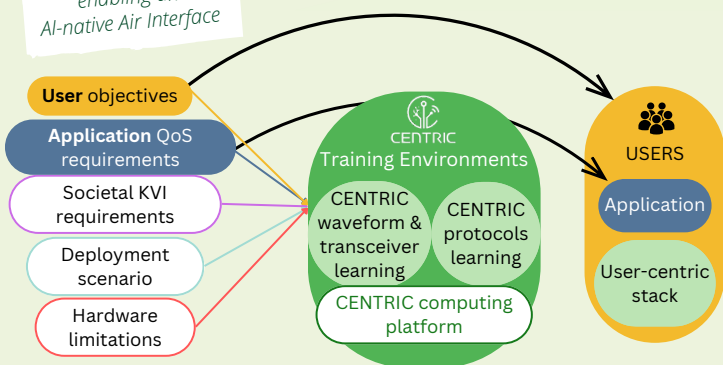 AI-native Air Interface
User objectives
Application QoS
requirements
Societal KVI
requirements
Deployment
scenario
Hardware
limitations
CENTRIC
Training Environments
CENTRIC
waveform &
transceiver
learning
CENTRIC
protocols
learning
CENTRIC computing
platform
USERS
Application
User-centric
stack